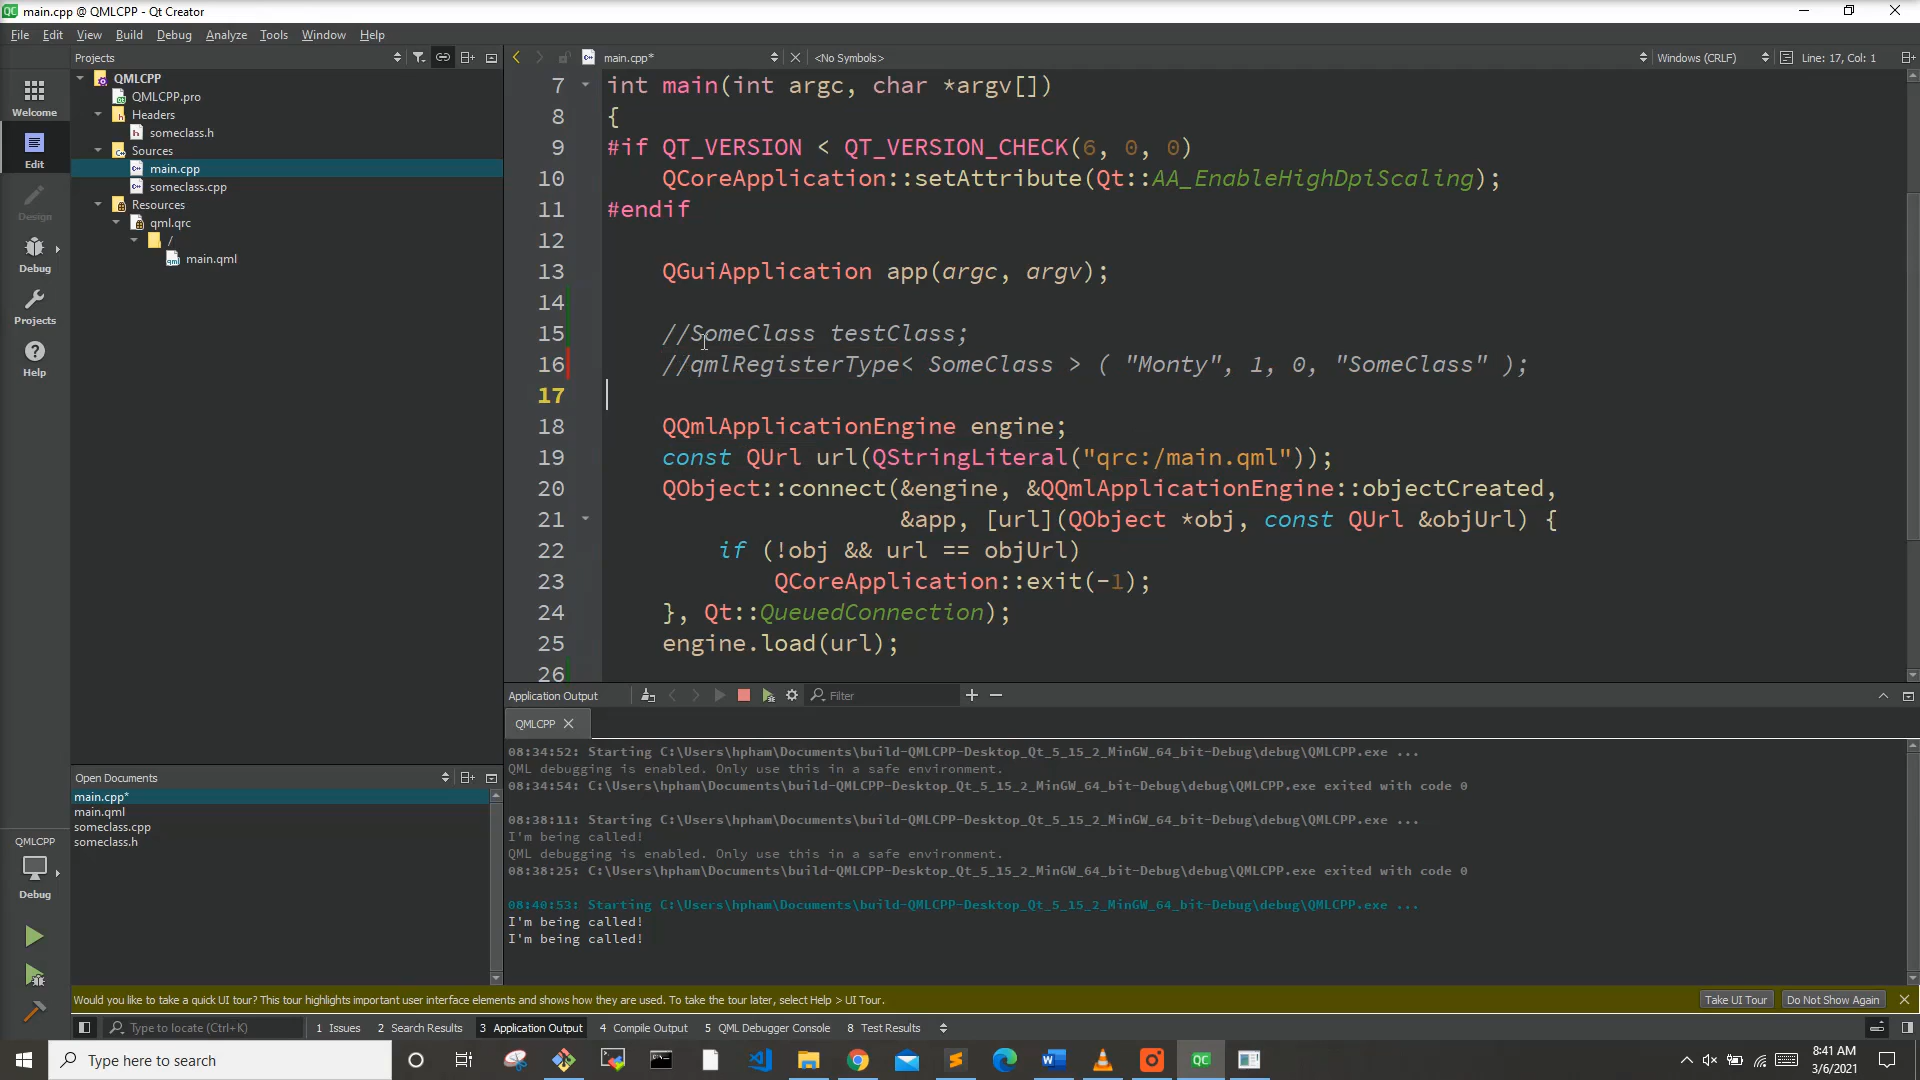 main.cpp @ QMLCPP - Qt Creator
File Edit View Build Debug Analyze Tools Window Help
Projects
main.cpp*
<No Symbols>
Windows (CRLF)
Line: 17, Col: 1
Welcome
Edit
Design
Debug
Projects
Help
QMLCPP
QMLCPP.pro
Headers
someclass.h
Sources
main.cpp
someclass.cpp
Resources
qml.qrc
/
main.qml
7 int main(int argc, char *argv[])
8 {
9 #if QT_VERSION < QT_VERSION_CHECK(6, 0, 0)
10 QCoreApplication::setAttribute(Qt::AA_EnableHighDpiScaling);
11 #endif
12
13 QGuiApplication app(argc, argv);
14
15 //SomeClass testClass;
16 //qmlRegisterType< SomeClass > ( "Monty", 1, 0, "SomeClass" );
17
18 QQmlApplicationEngine engine;
19 const QUrl url(QStringLiteral("qrc:/main.qml"));
20 QObject::connect(&engine, &QQmlApplicationEngine::objectCreated,
21 &app, [url](QObject *obj, const QUrl &objUrl) {
22 if (!obj && url == objUrl)
23 QCoreApplication::exit(-1);
24 }, Qt::QueuedConnection);
25 engine.load(url);
26
Application Output
Filter
QMLCPP
08:34:52: Starting C:\Users\hpham\Documents\build-QMLCPP-Desktop_Qt_5_15_2_MinGW_64_bit-Debug\debug\QMLCPP.exe ...
QML debugging is enabled. Only use this in a safe environment.
08:34:54: C:\Users\hpham\Documents\build-QMLCPP-Desktop_Qt_5_15_2_MinGW_64_bit-Debug\debug\QMLCPP.exe exited with code 0
08:38:11: Starting C:\Users\hpham\Documents\build-QMLCPP-Desktop_Qt_5_15_2_MinGW_64_bit-Debug\debug\QMLCPP.exe ...
I'm being called!
QML debugging is enabled. Only use this in a safe environment.
08:38:25: C:\Users\hpham\Documents\build-QMLCPP-Desktop_Qt_5_15_2_MinGW_64_bit-Debug\debug\QMLCPP.exe exited with code 0
08:40:53: Starting C:\Users\hpham\Documents\build-QMLCPP-Desktop_Qt_5_15_2_MinGW_64_bit-Debug\debug\QMLCPP.exe ...
I'm being called!
I'm being called!
Open Documents
main.cpp*
main.qml
someclass.cpp
someclass.h
QMLCPP
Debug
Would you like to take a quick UI tour? This tour highlights important user interface elements and shows how they are used. To take the tour later, select Help > UI Tour.
Take UI Tour
Do Not Show Again
Type to locate (Ctrl+K)
1 Issues 2 Search Results 3 Application Output 4 Compile Output 5 QML Debugger Console 8 Test Results
Type here to search
8:41 AM
3/6/2021